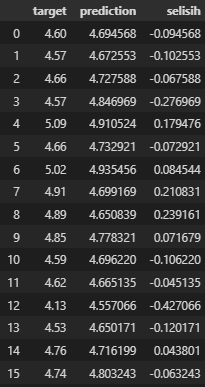 target prediction selisih
0 4.60 4.694568 -0.094568
1 4.57 4.672553 -0.102553
2 4.66 4.727588 -0.067588
3 4.57 4.846969 -0.276969
4 5.09 4.910524 0.179476
5 4.66 4.732921 -0.072921
6 5.02 4.935456 0.084544
7 4.91 4.699169 0.210831
8 4.89 4.650839 0.239161
9 4.85 4.778321 0.071679
10 4.59 4.696220 -0.106220
11 4.62 4.665135 -0.045135
12 4.13 4.557066 -0.427066
13 4.53 4.650171 -0.120171
14 4.76 4.716199 0.043801
15 4.74 4.803243 -0.063243